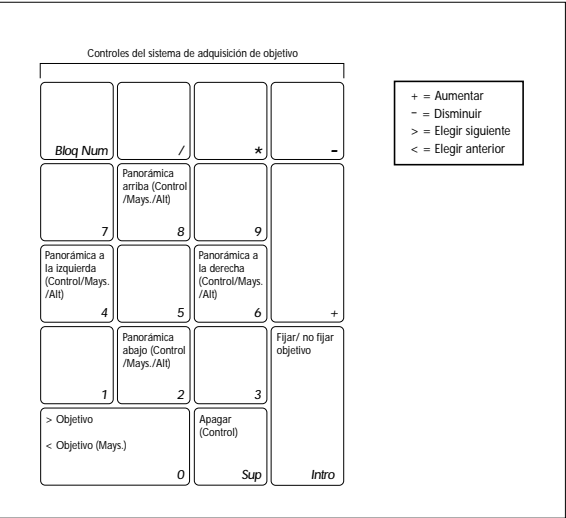 Controles del sistema de adquisición de objetivo
+ = Aumentar
- = Disminuir
> = Elegir siguiente
< = Elegir anterior
Bloq Num
/
*
-
7
Panorámica
arriba (Control
/Mays./Alt)
8
9
+
Panorámica a
la izquierda
(Control/Mays.
/Alt)
4
5
Panorámica a
la derecha
(Control/Mays.
/Alt)
6
1
Panorámica
abajo (Control
/Mays./Alt)
2
3
Fijar/ no fijar
objetivo
Intro
> Objetivo
< Objetivo (Mays.)
0
Apagar
(Control)
Sup